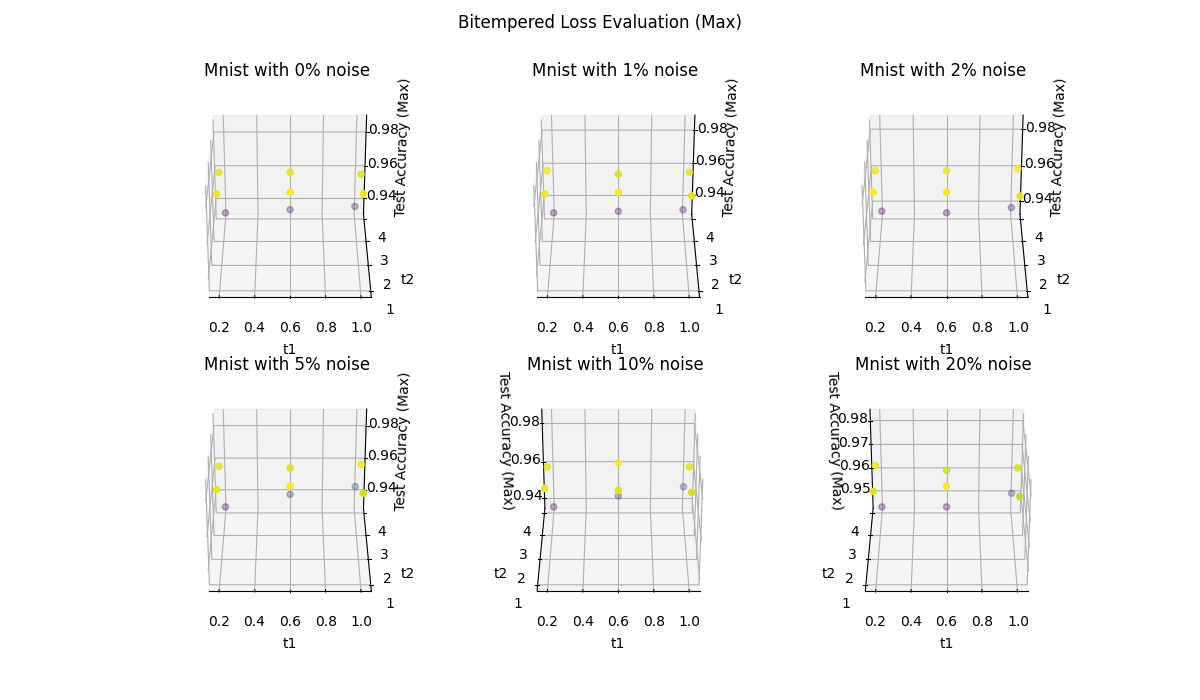 Bitempered Loss Evaluation (Max)
Mnist with 0% noise
Mnist with 1% noise
Mnist with 2% noise
Test Accuracy (Max)
0.98
0.96
0.94
4
3
2
1
t2
0.2 0.4 0.6 0.8 1.0
t1
Test Accuracy (Max)
0.98
0.96
0.94
4
3
2
1
t2
0.2 0.4 0.6 0.8 1.0
t1
Test Accuracy (Max)
0.98
0.96
0.94
4
3
2
1
t2
0.2 0.4 0.6 0.8 1.0
t1
Mnist with 5% noise
Mnist with 10% noise
Mnist with 20% noise
Test Accuracy (Max)
0.98
0.96
0.94
4
3
2
1
t2
0.2 0.4 0.6 0.8 1.0
t1
Test Accuracy (Max)
0.98
0.96
0.94
4
3
2
1
t2
0.2 0.4 0.6 0.8 1.0
t1
Test Accuracy (Max)
0.98
0.97
0.96
0.95
4
3
2
1
t2
0.2 0.4 0.6 0.8 1.0
t1